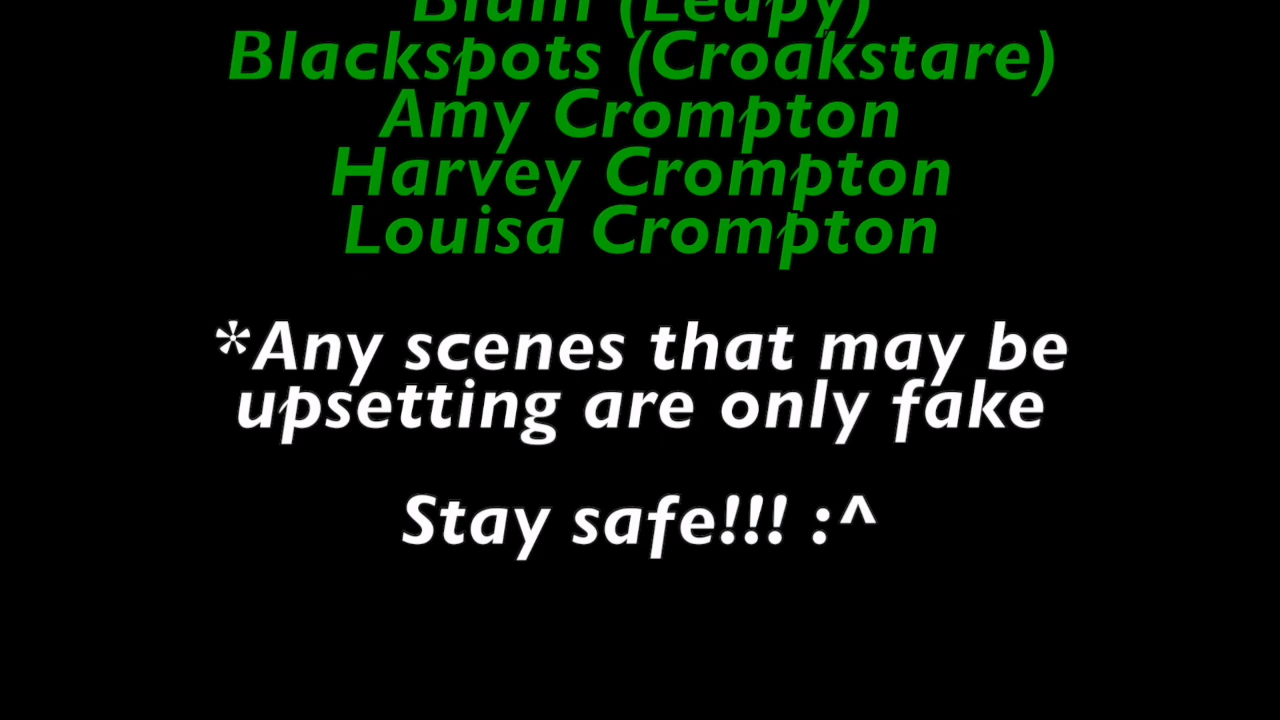 (Leapy)
Blackspots (Croakstare)
Amy Crompton
Harvey Crompton
Louisa Crompton
*Any scenes that may be
upsetting are only fake
Stay safe!!! :^